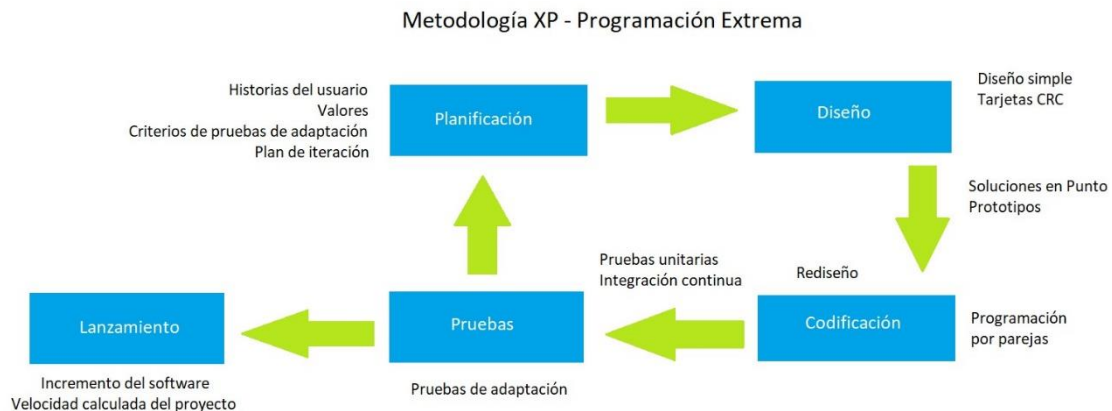 Metodología XP - Programación Extrema
Historias del usuario
Valores
Criterios de pruebas de adaptación
Plan de iteración
Planificación
Diseño
Diseño simple
Tarjetas CRC
Soluciones en Punto
Prototipos
Pruebas unitarias
Integración continua
Rediseño
Lanzamiento
Pruebas
Codificación
Programación
por parejas
Incremento del software
Velocidad calculada del proyecto
Pruebas de adaptación